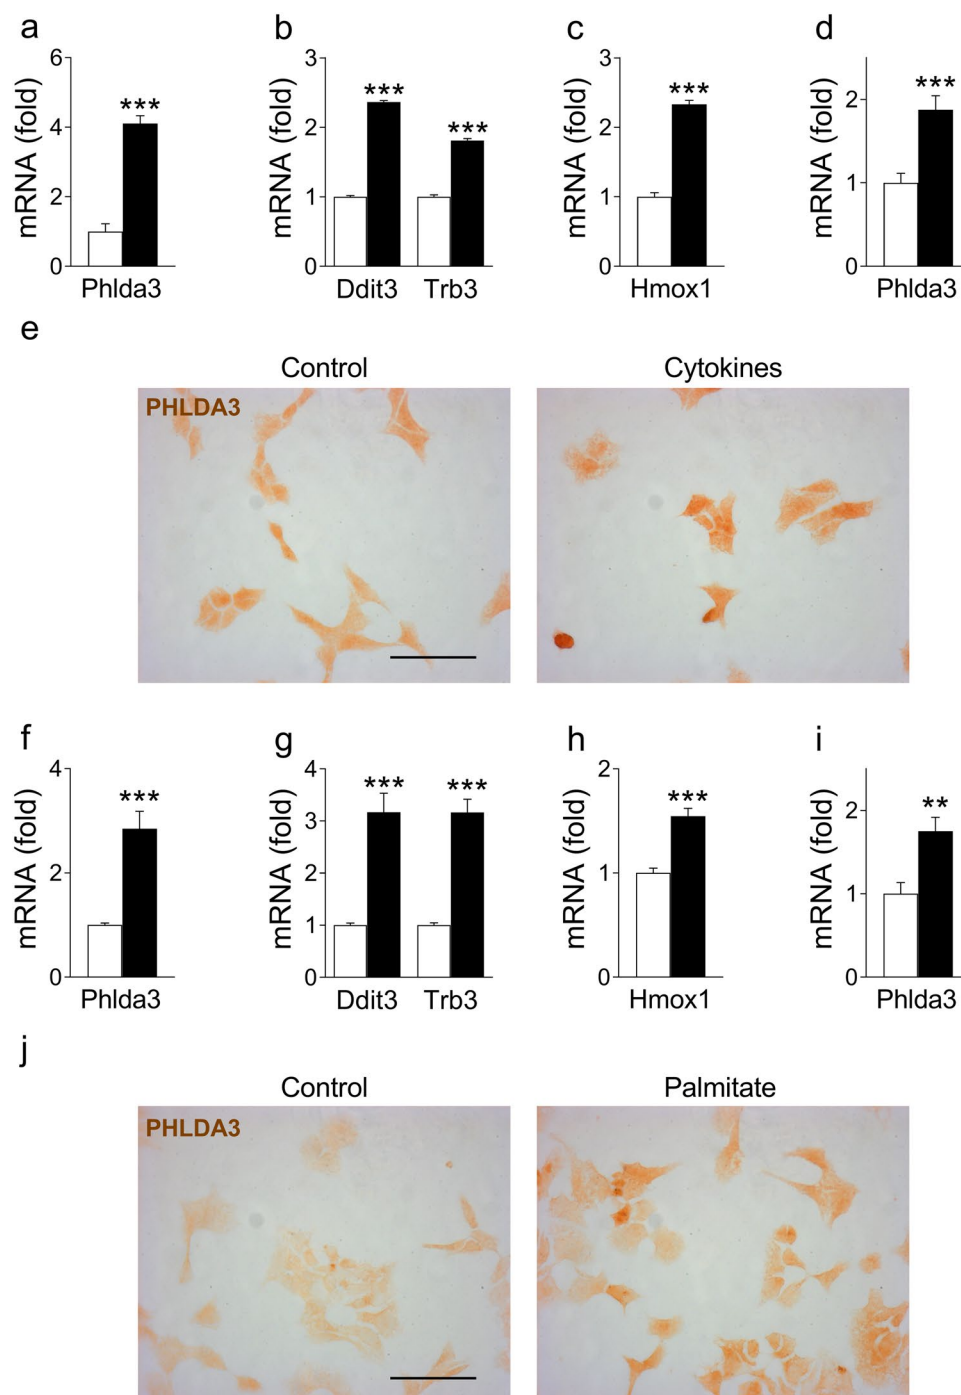 a
b
c
d
mRNA (fold)
6
4
2
0
***
Phlda3
mRNA (fold)
3
2
1
0
***
***
Ddit3 Trb3
mRNA (fold)
3
2
1
0
***
Hmox1
mRNA (fold)
2
1
0
***
Phlda3
e
Control
Cytokines
PHLDA3
f
g
h
i
mRNA (fold)
4
2
0
***
Phlda3
mRNA (fold)
4
3
2
1
0
***
***
Ddit3 Trb3
mRNA (fold)
2
1
0
***
Hmox1
mRNA (fold)
2
1
0
**
Phlda3
j
Control
Palmitate
PHLDA3